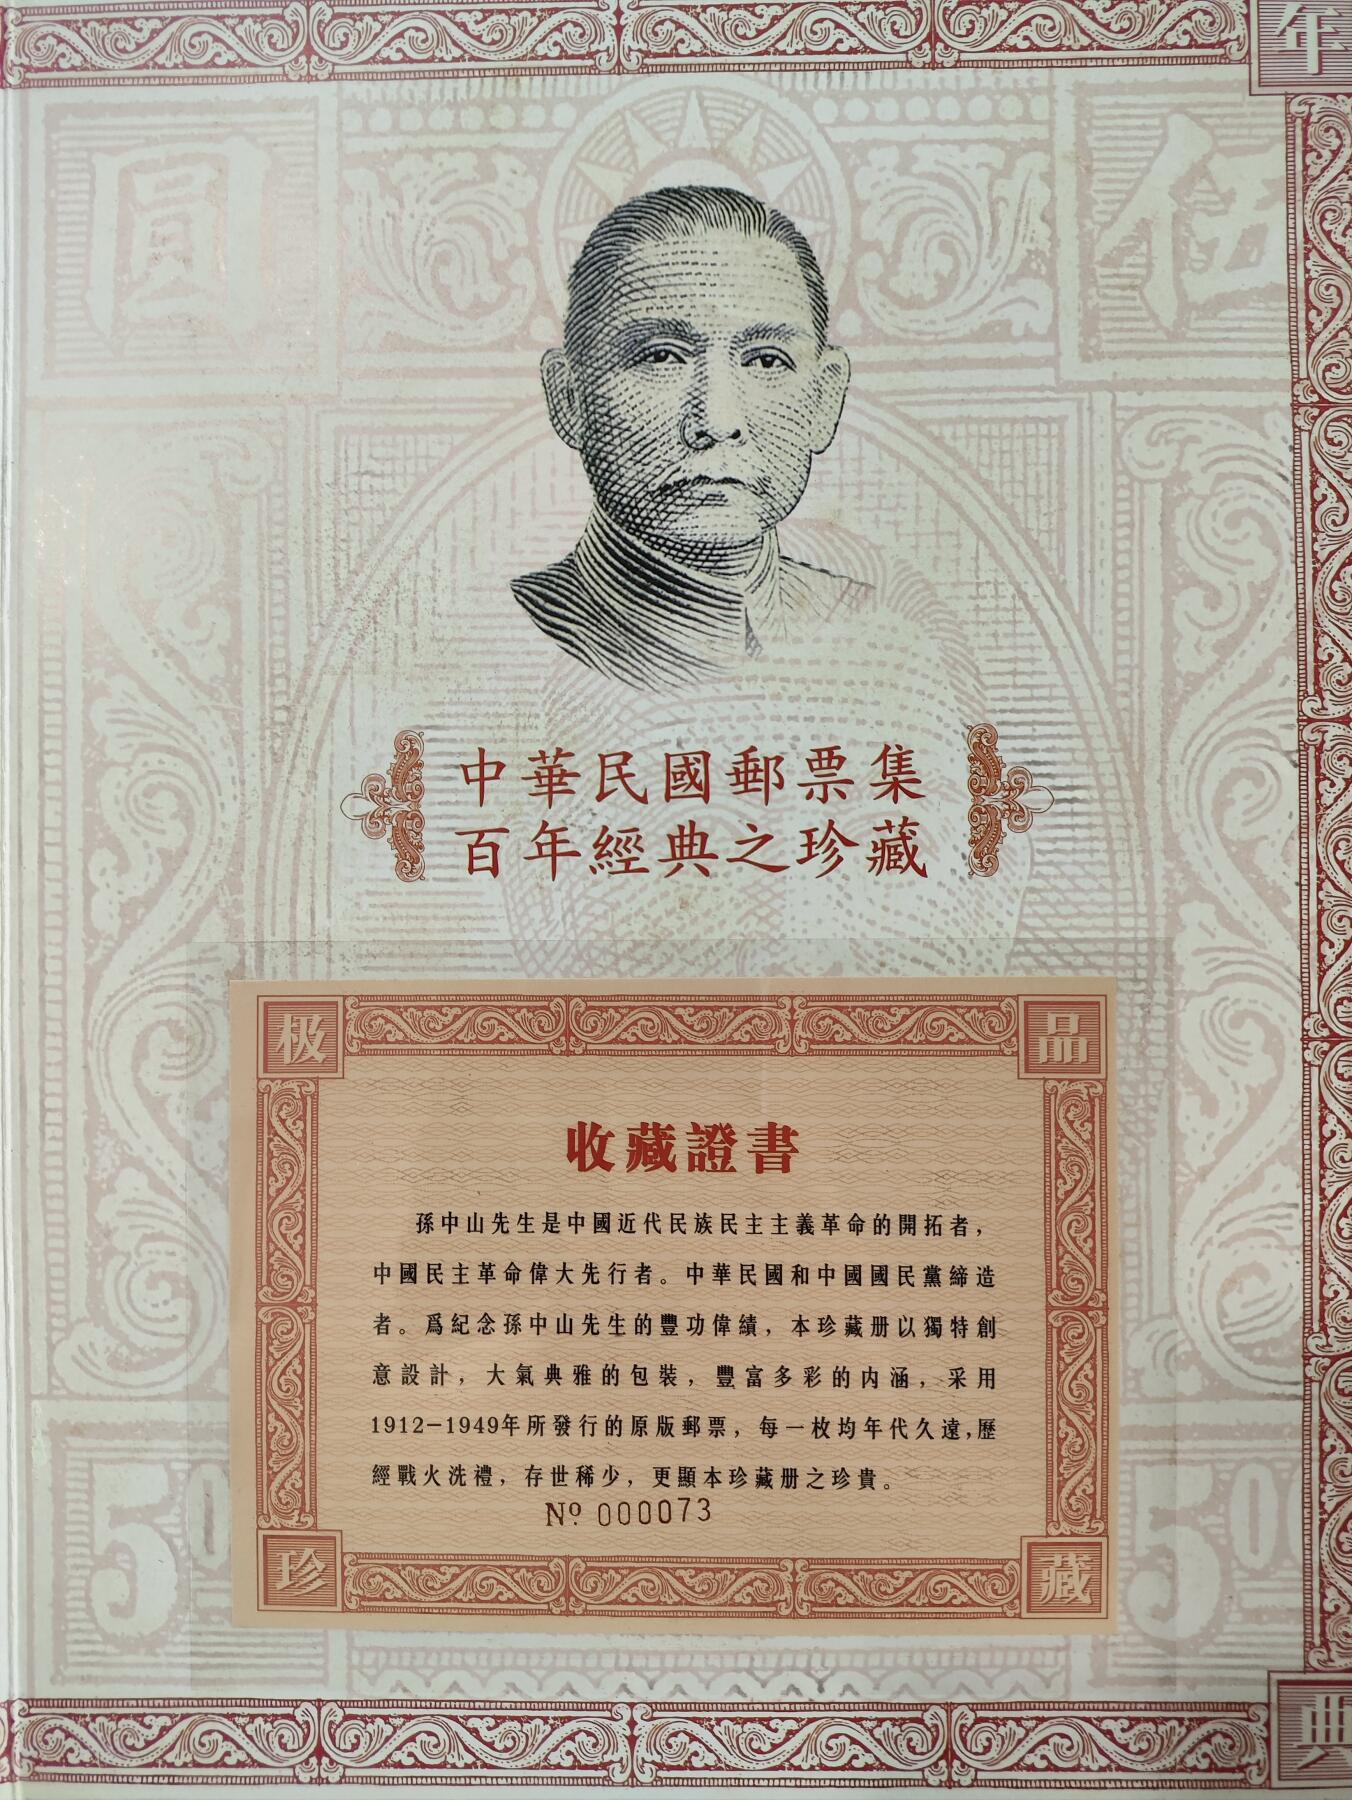 年
圓
伍
中華民國郵票集
百年經典之珍藏
极
品
收藏證書
孫中山先生是中國近代民族民主主義革命的開拓者，
中國民主革命偉大先行者。中華民國和中國國民黨締造
者。爲紀念孫中山先生的豐功偉績，本珍藏册以獨特創
意設計，大氣典雅的包裝，豐富多彩的内涵，采用
1912-1949年所發行的原版郵票，每一枚均年代久遠，歷
經戰火洗禮，存世稀少，更顯本珍藏册之珍貴。
Nº 000073
珍
藏
500
500
典